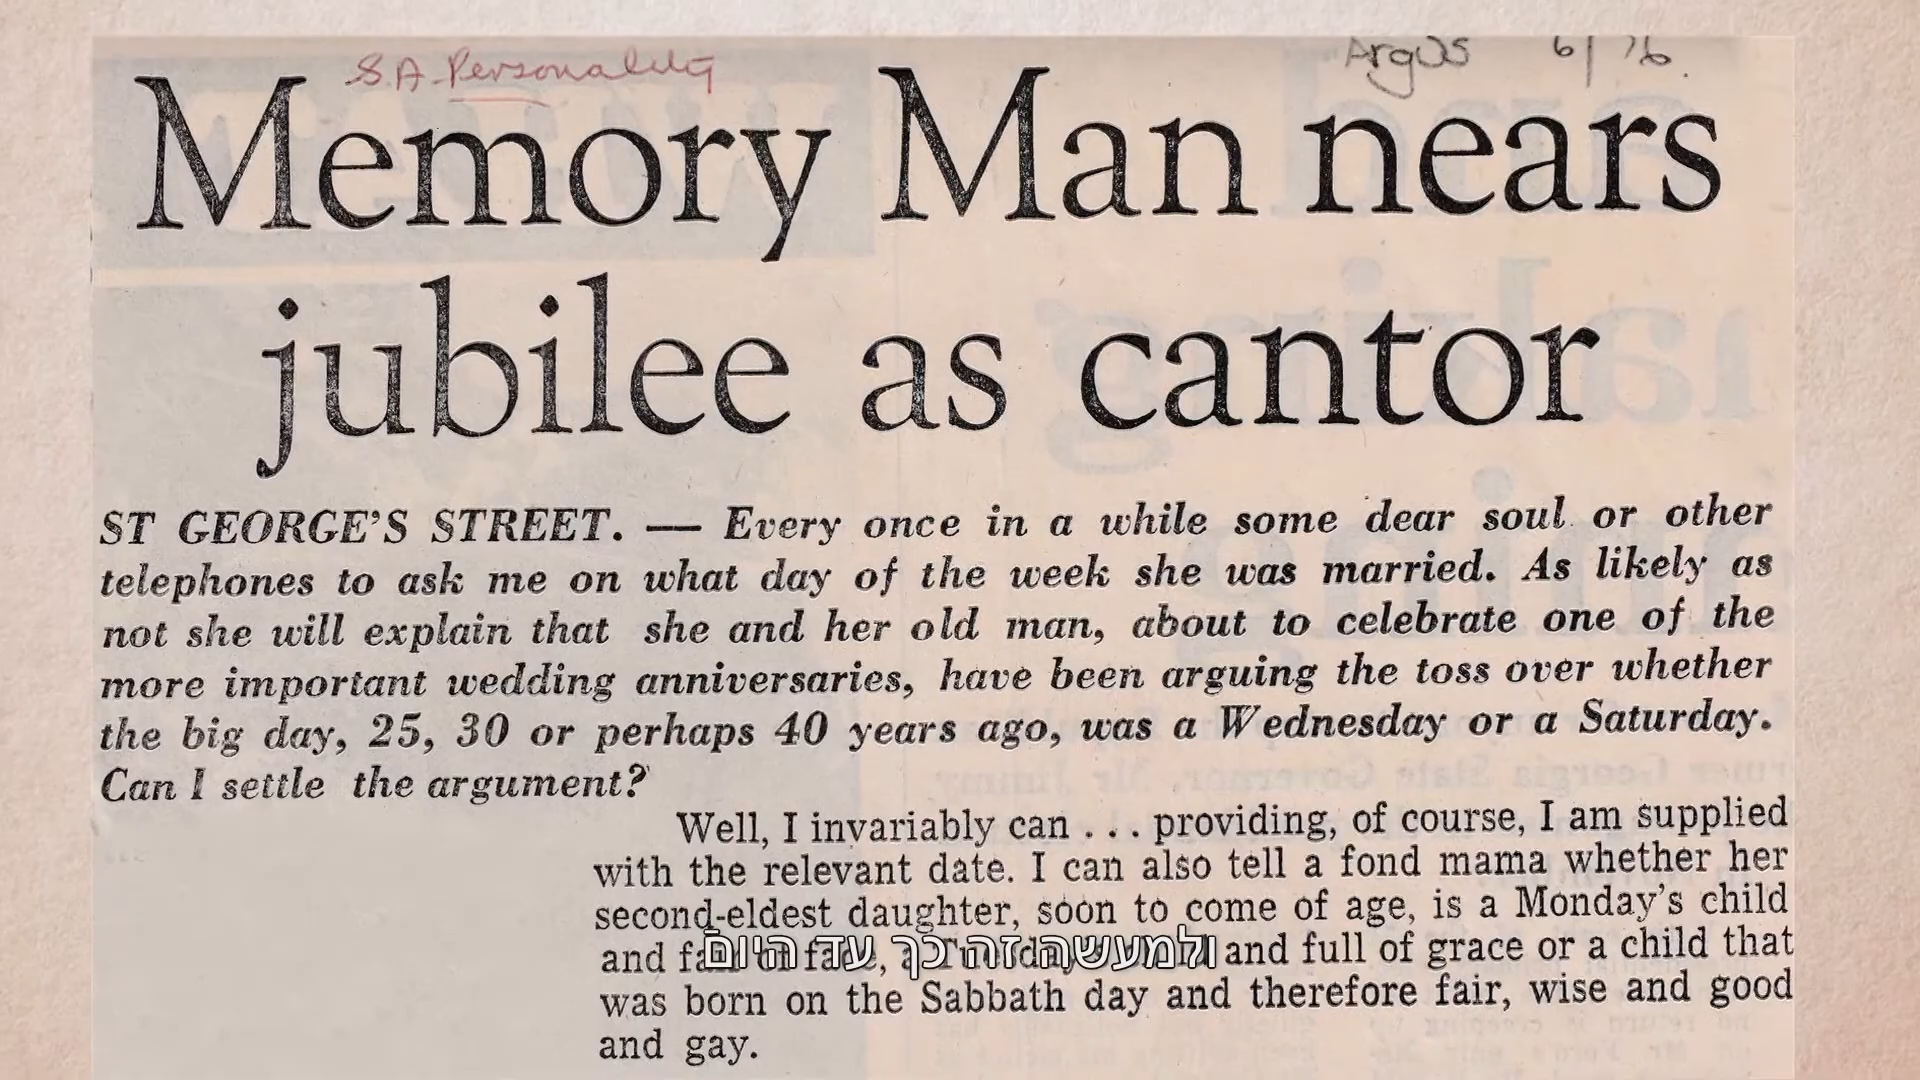 S.A. Personality
Argus 6/76.
Memory Man nears
jubilee as cantor
ST GEORGE'S STREET. — Every once in a while some dear soul or other
telephones to ask me on what day of the week she was married. As likely as
not she will explain that she and her old man, about to celebrate one of the
more important wedding anniversaries, have been arguing the toss over whether
the big day, 25, 30 or perhaps 40 years ago, was a Wednesday or a Saturday.
Can I settle the argument?
Well, I invariably can . . . providing, of course, I am supplied
with the relevant date. I can also tell a fond mama whether her
second-eldest daughter, soon to come of age, is a Monday's child
and and full of grace or a child that
was born on the Sabbath day and therefore fair, wise and good
and gay.
ולמעשה זה כך עד היום